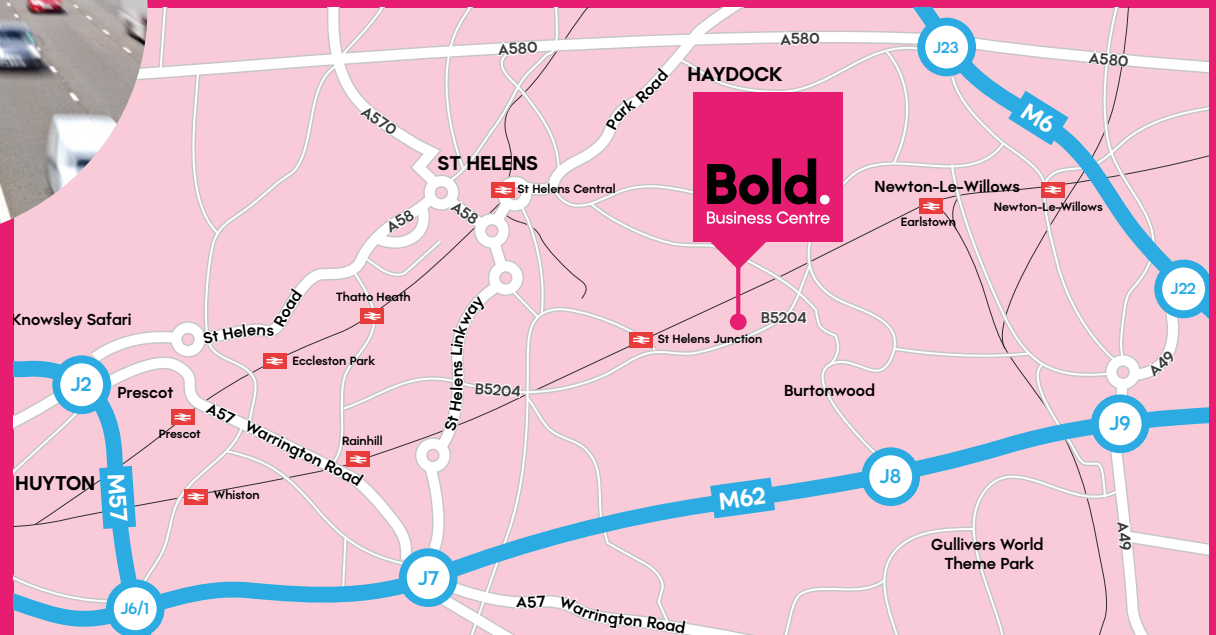 A580
A580
J23
A580
HAYDOCK
Park Road
A570
M6
Bold.
Business Centre
ST HELENS
St Helens Central
Newton-Le-Willows
Newton-Le-Willows
Earlstown
A58
A58
J22
Thatto Heath
Knowsley Safari
St Helens Road
St Helens Linkway
B5204
St Helens Junction
Eccleston Park
A49
J2
Prescot
B5204
Burtonwood
A57 Warrington Road
Prescot
J9
Rainhill
HUYTON
M57
Whiston
M62
J8
A49
Gullivers World
Theme Park
J7
J6/1
A57 Warrington Road